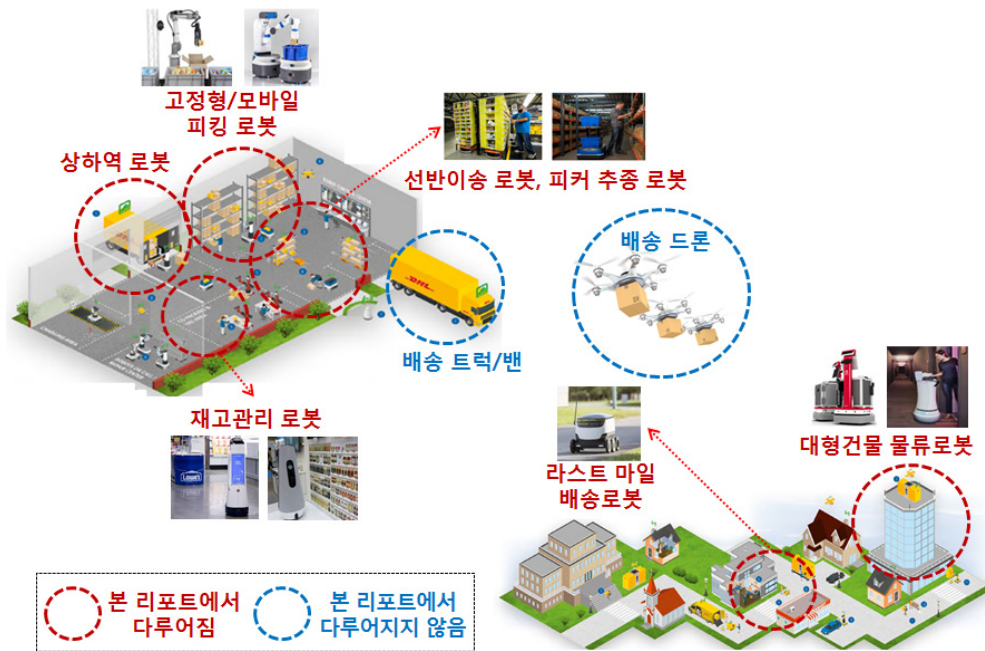 고정형/모바일
피킹 로봇
상하역 로봇
선반이송 로봇, 피커 추종 로봇
배송 드론
DHL
배송 트럭/밴
재고관리 로봇
LOWE'S
라스트 마일
배송로봇
대형건물 물류로봇
본 리포트에서
다루어짐
본 리포트에서
다루어지지 않음